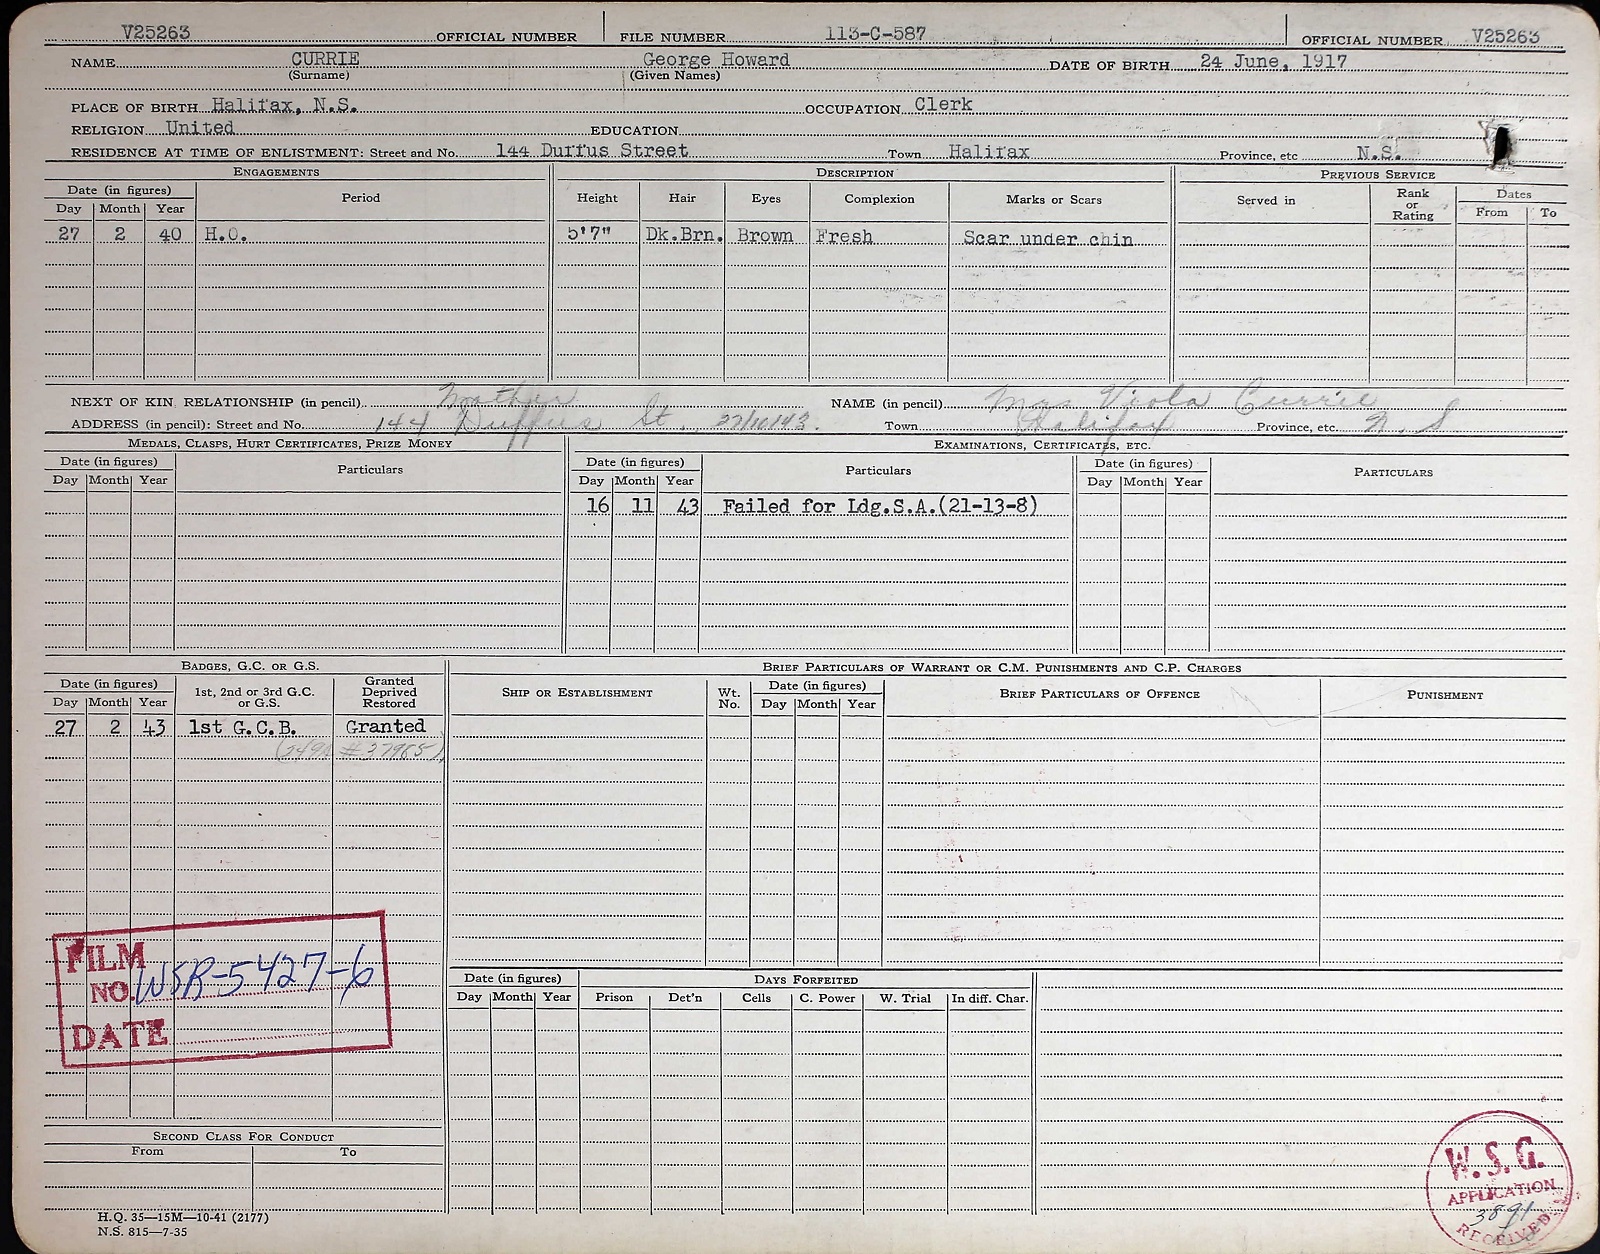 V25263 OFFICIAL NUMBER FILE NUMBER 113-C-587 OFFICIAL NUMBER V25263
NAME CURRIE George Howard DATE OF BIRTH 24 June, 1917
(Surname) (Given Names)
PLACE OF BIRTH Halifax, N.S. OCCUPATION Clerk
RELIGION United EDUCATION
RESIDENCE AT TIME OF ENLISTMENT: Street and No. 144 Duffus Street Town Halifax Province, etc N.S.
ENGAGEMENTS DESCRIPTION PREVIOUS SERVICE
Date (in figures) Period Height Hair Eyes Complexion Marks or Scars Served in Rank or Rating Dates
Day Month Year From To
27 2 40 H.O. 5'7" Dk.Brn. Brown Fresh Scar under chin
NEXT OF KIN RELATIONSHIP (in pencil) Mother NAME (in pencil) Mrs Viola Currie
ADDRESS (in pencil): Street and No. 144 Duffus St. 27/10/43. Town Halifax Province, etc. N. S
MEDALS, CLASPS, HURT CERTIFICATES, PRIZE MONEY EXAMINATIONS, CERTIFICATES, ETC.
Date (in figures) Particulars Date (in figures) Particulars Date (in figures) PARTICULARS
Day Month Year Day Month Year Day Month Year
16 11 43 Failed for Ldg.S.A.(21-13-8)
BADGES, G.C. OR G.S. BRIEF PARTICULARS OF WARRANT OR C.M. PUNISHMENTS AND C.P. CHARGES
Date (in figures) 1st, 2nd or 3rd G.C. or G.S. Granted Deprived Restored SHIP OR ESTABLISHMENT Wt. No. Date (in figures) BRIEF PARTICULARS OF OFFENCE PUNISHMENT
Day Month Year Day Month Year
27 2 43 1st G.C.B. Granted
#37985)
FILM
NO. WSR-5427-6
DATE
Date (in figures) DAYS FORFEITED
Day Month Year Prison Det'n Cells C. Power W. Trial In diff. Char.
SECOND CLASS FOR CONDUCT
From To
W.S.G.
APPLICATION
3891
RECEIVED
H.Q. 35—15M—10-41 (2177)
N.S. 815—7-35